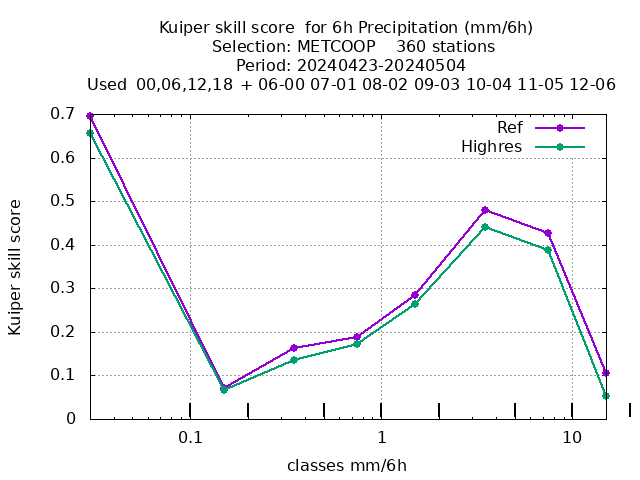 Kuiper skill score  for 6h Precipitation (mm/6h)
Selection: METCOOP    360 stations
Period: 20240423-20240504
Used  00,06,12,18 + 06-00 07-01 08-02 09-03 10-04 11-05 12-06
Ref
Highres
Kuiper skill score
0.7
0.6
0.5
0.4
0.3
0.2
0.1
0
0.1 1 10
classes mm/6h